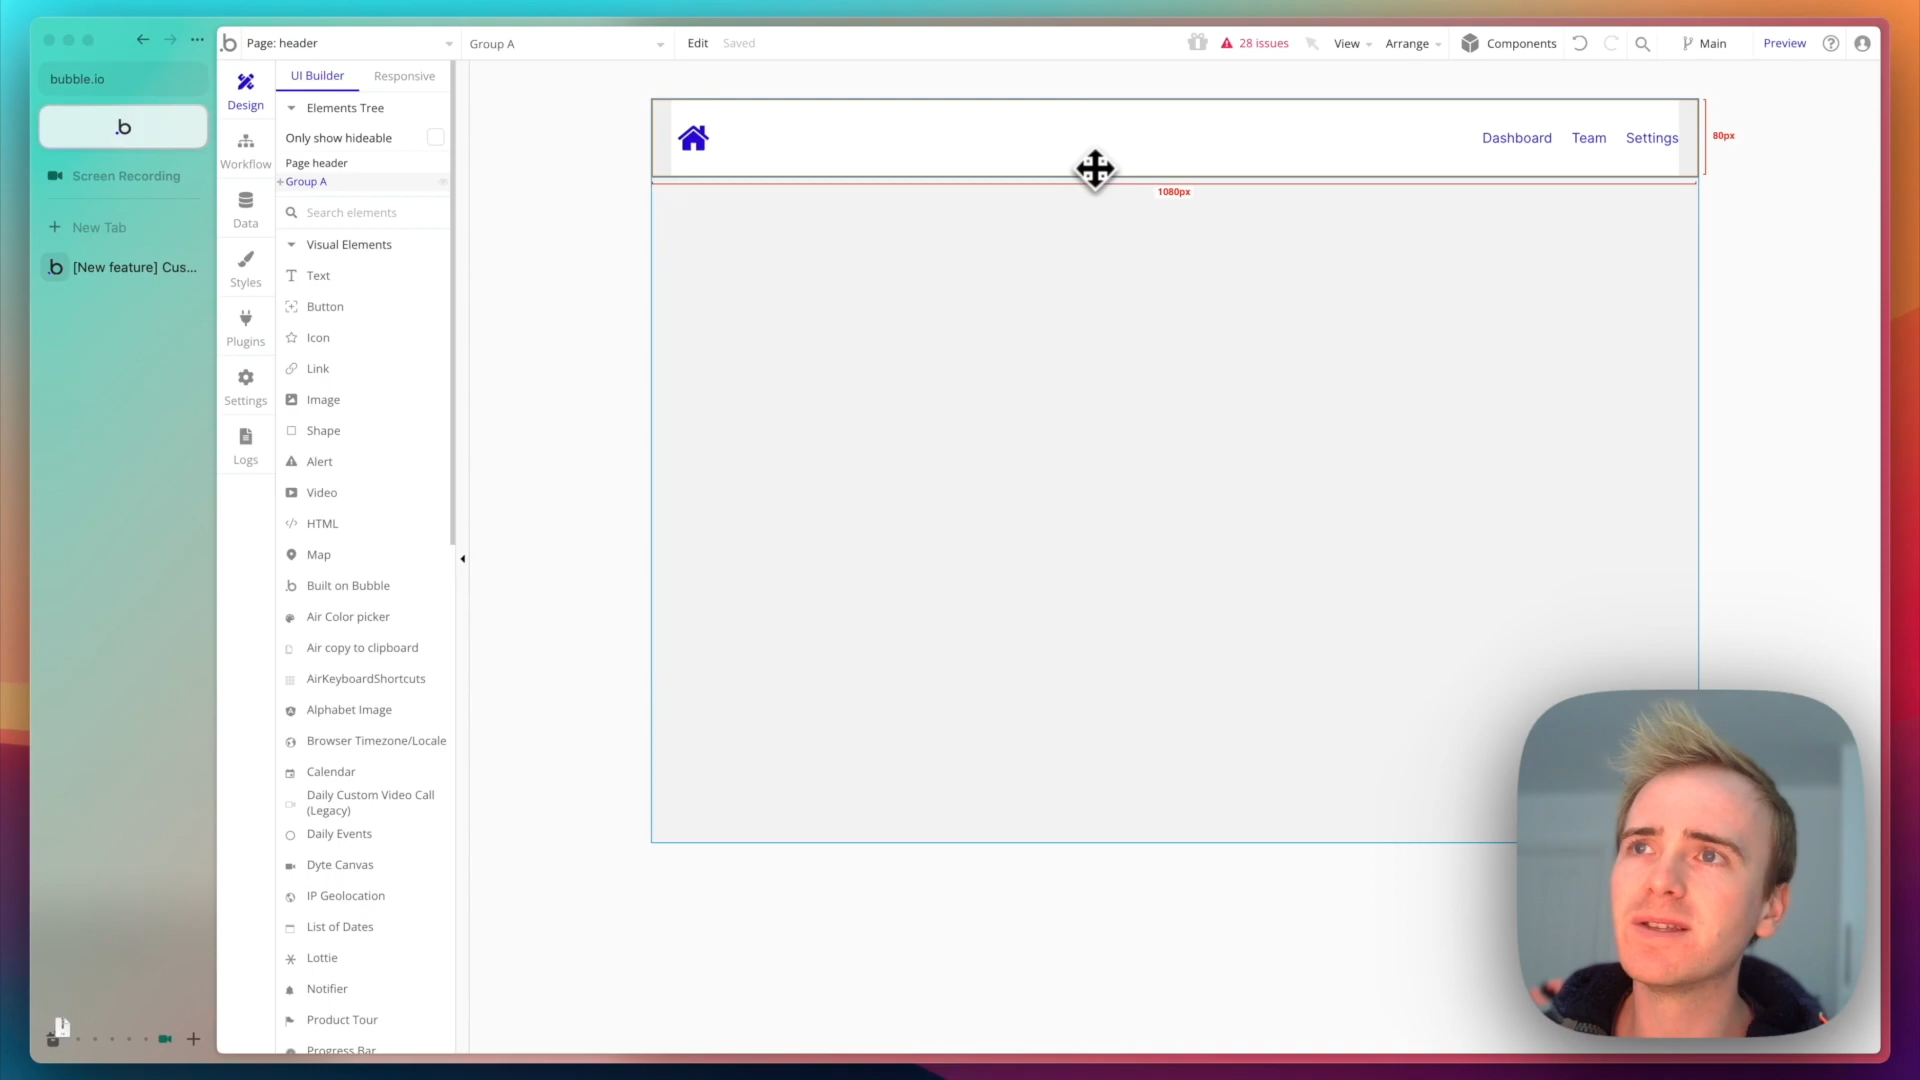 bubble.io
Screen Recording
New Tab
[New feature] Cus...
Page: header
Group A
Edit
Saved
28 issues
View
Arrange
Components
Main
Preview
Design
Workflow
Data
Styles
Plugins
Settings
Logs
UI Builder
Responsive
Elements Tree
Only show hideable
Page header
Group A
Search elements
Visual Elements
Text
Button
Icon
Link
Image
Shape
Alert
Video
HTML
Map
Built on Bubble
Air Color picker
Air copy to clipboard
AirKeyboardShortcuts
Alphabet Image
Browser Timezone/Locale
Calendar
Daily Custom Video Call
(Legacy)
Daily Events
Dyte Canvas
IP Geolocation
List of Dates
Lottie
Notifier
Product Tour
Progress Bar
Dashboard
Team
Settings
80px
1080px